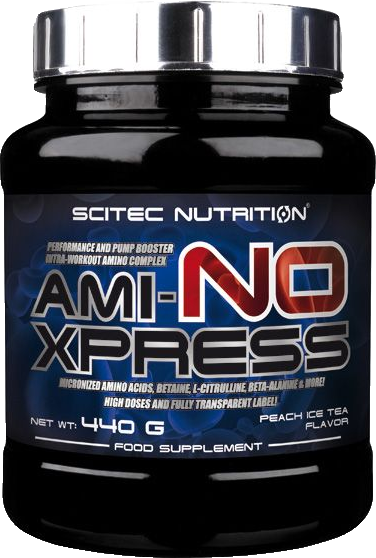 SCITEC NUTRITION®
PERFORMANCE AND PUMP BOOSTER
INTRA-WORKOUT AMINO COMPLEX
AMI-NO
XPRESS
MICRONIZED AMINO ACIDS, BETAINE, L-CITRULLINE, BETA-ALANINE & MORE!
HIGH DOSES AND FULLY TRANSPARENT LABEL!
NET WT: 440 G
PEACH ICE TEA
FLAVOR
FOOD SUPPLEMENT